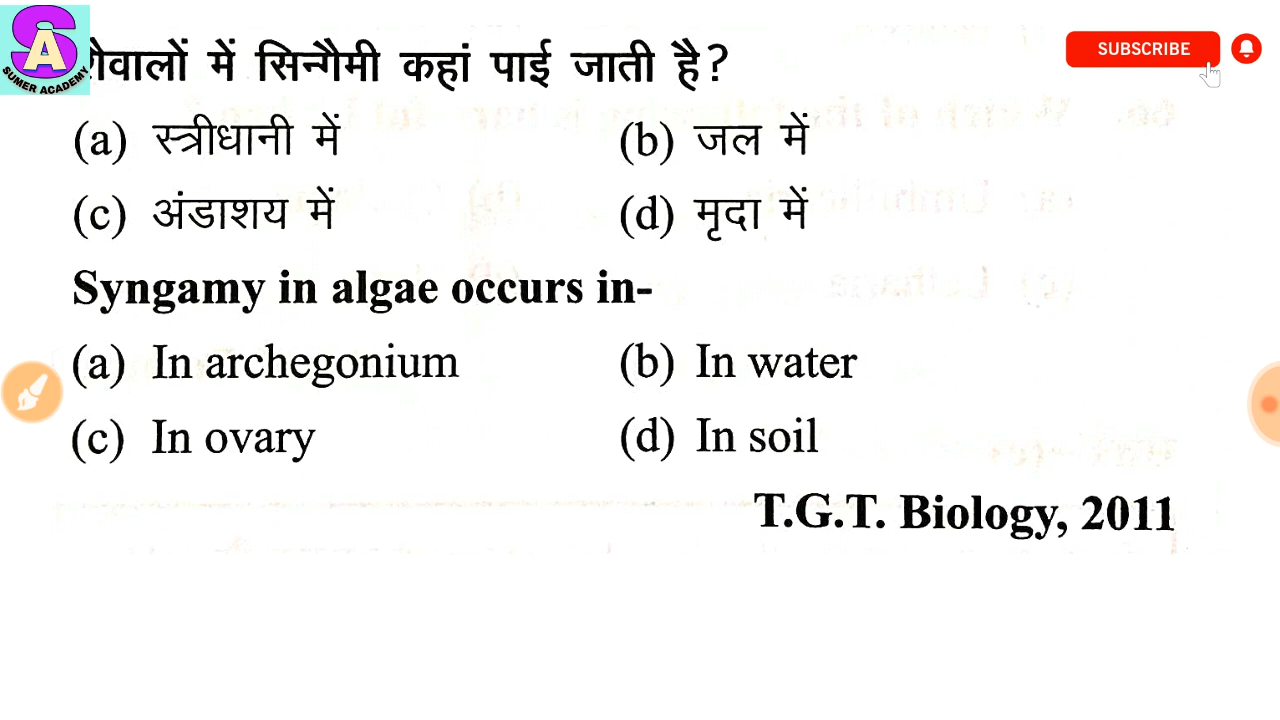 SA
SUMER ACADEMY
SUBSCRIBE
सिन्गैमी कहां पाई जाती है?
(a) स्त्रीधानी में (b) जल में
(c) अंडाशय में (d) मृदा में
Syngamy in algae occurs in-
(a) In archegonium (b) In water
(c) In ovary (d) In soil
T.G.T. Biology, 2011